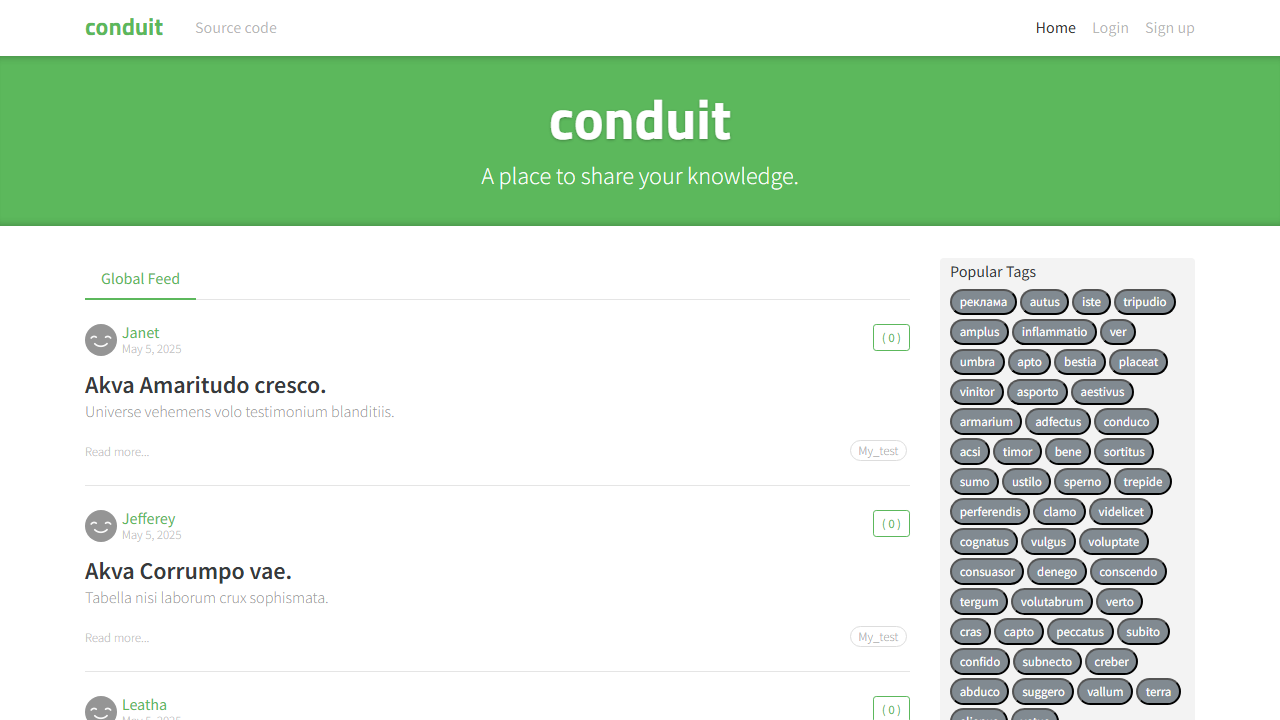 conduit Source code Home Login Sign up
conduit
A place to share your knowledge.
Global Feed
Janet
May 5, 2025
( 0 )
Akva Amaritudo cresco.
Universe vehemens volo testimonium blanditiis.
Read more... My_test
Jefferey
May 5, 2025
( 0 )
Akva Corrumpo vae.
Tabella nisi laborum crux sophismata.
Read more... My_test
Leatha
May 5, 2025
( 0 )
Popular Tags
реклама autus iste tripudio
amplus inflammatio ver
umbra apto bestia placeat
vinitor asporto aestivus
armarium adfectus conduco
acsi timor bene sortitus
sumo ustilo sperno trepide
perferendis clamo videlicet
cognatus vulgus voluptate
consuasor denego conscendo
tergum volutabrum verto
cras capto peccatus subito
confido subnecto creber
abduco suggero vallum terra